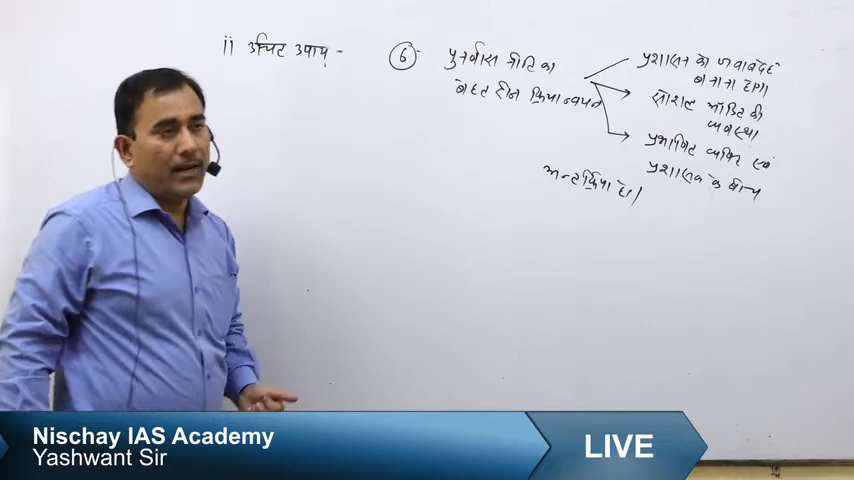 ii उचित उपाय -
6
पुनर्वास नीति का
बेहतरीन क्रियान्वयन
प्रशासन को जवाबदेह
बनाना होगा
सोशल ऑडिट की
व्यवस्था
प्रभावित व्यक्ति एवं
प्रशासन के बीच
अन्तर्क्रिया हो।
Nischay IAS Academy
Yashwant Sir
LIVE